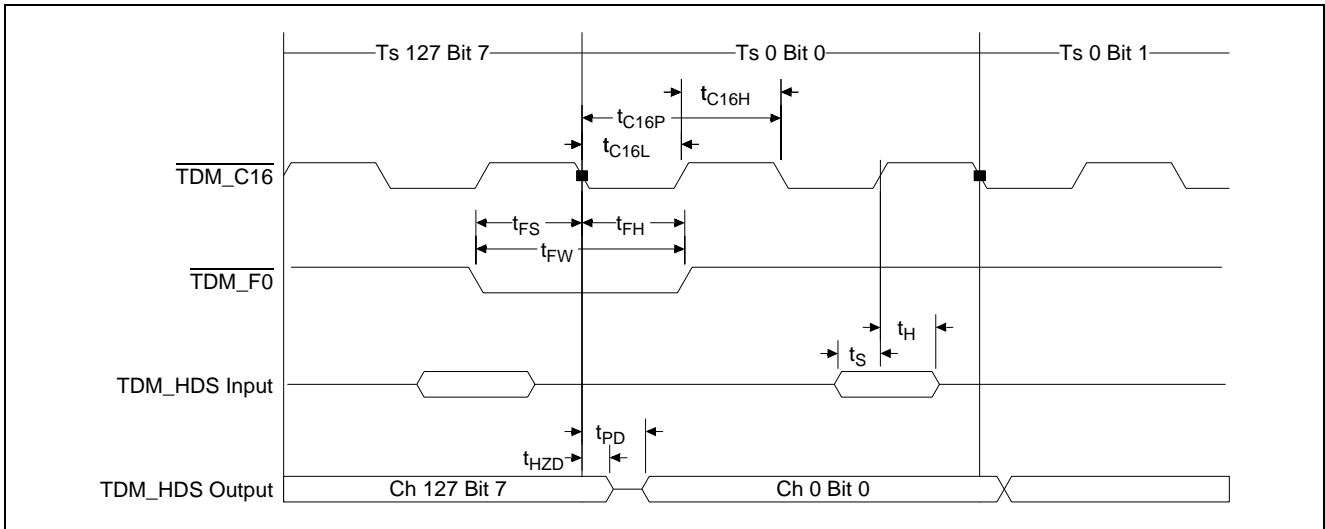 Ts 127 Bit 7 Ts 0 Bit 0 Ts 0 Bit 1
tC16H
tC16P
tC16L
TDM_C16
tFS tFH
tFW
TDM_F0
tH
tS
TDM_HDS Input
tPD
tHZD
TDM_HDS Output Ch 127 Bit 7 Ch 0 Bit 0